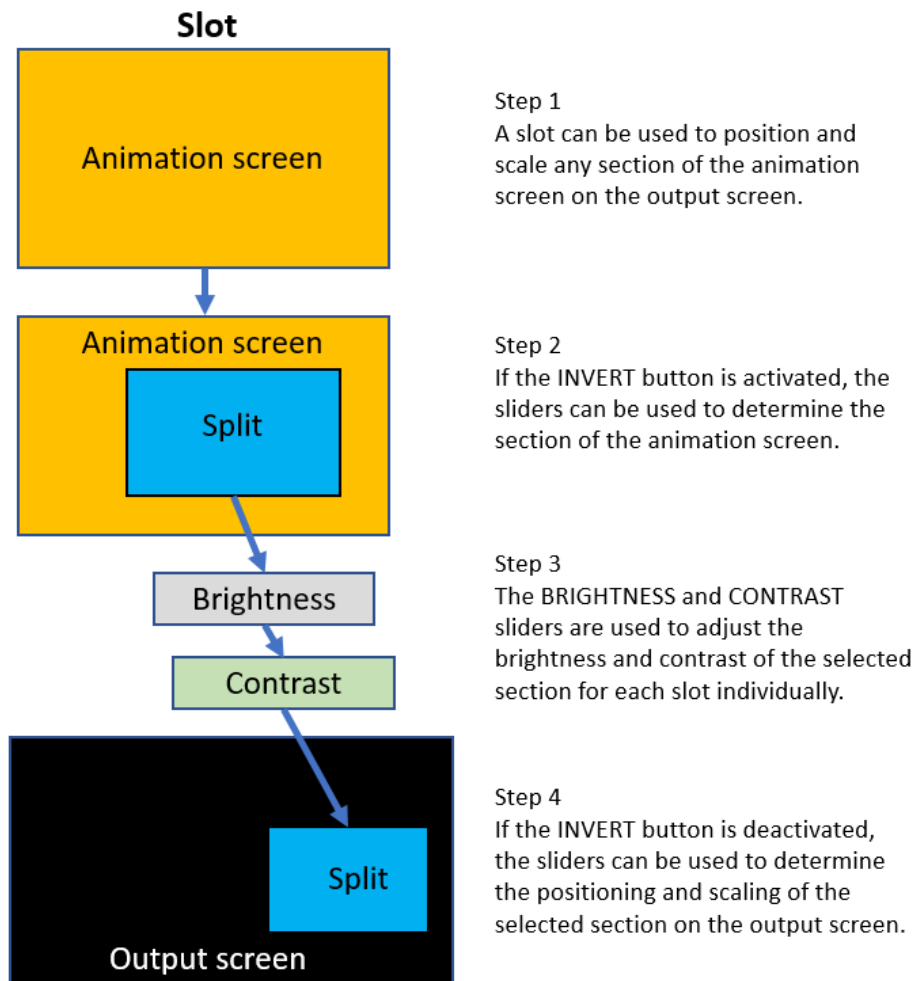 Slot
Animation screen
Step 1
A slot can be used to position and
scale any section of the animation
screen on the output screen.
Animation screen
Split
Step 2
If the INVERT button is activated, the
sliders can be used to determine the
section of the animation screen.
Brightness
Contrast
Step 3
The BRIGHTNESS and CONTRAST
sliders are used to adjust the
brightness and contrast of the selected
section for each slot individually.
Split
Output screen
Step 4
If the INVERT button is deactivated,
the sliders can be used to determine
the positioning and scaling of the
selected section on the output screen.